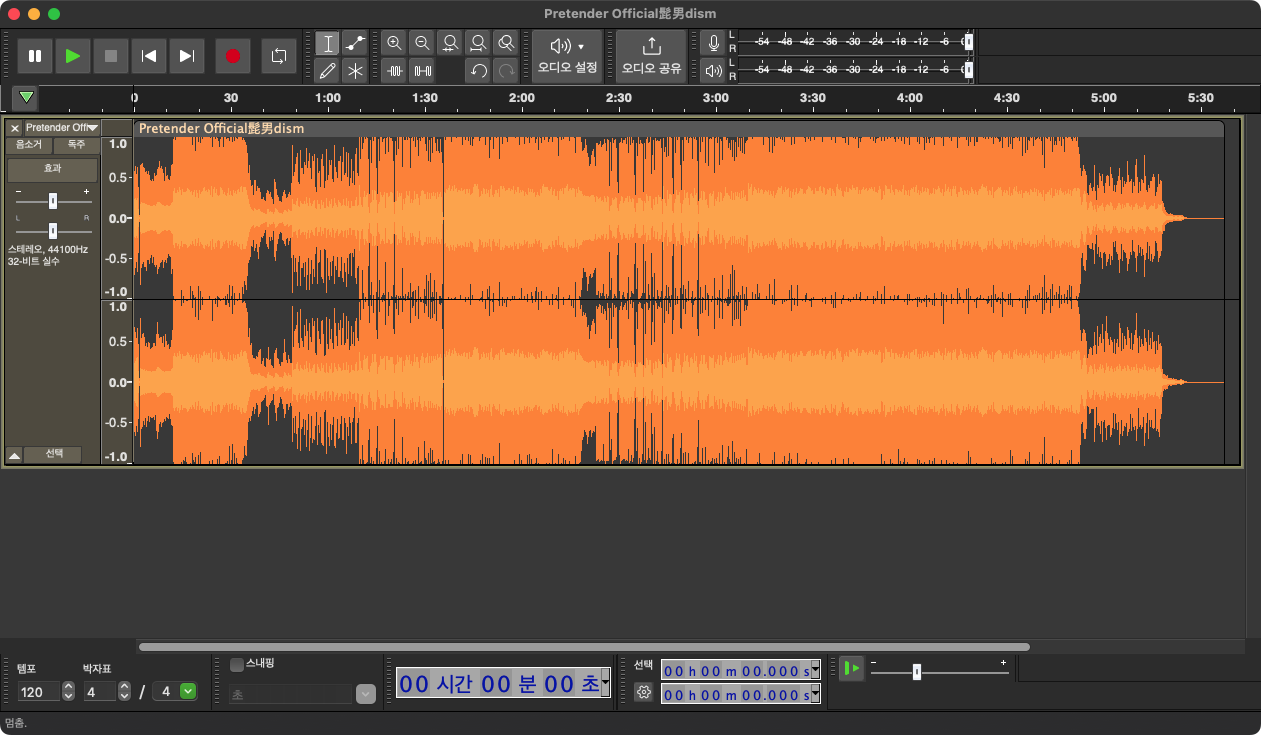 Pretender Official髭男dism
오디오 설정
오디오 공유
L
R
-54 -48 -42 -36 -30 -24 -18 -12 -6
L
R
-54 -48 -42 -36 -30 -24 -18 -12 -6
0 30 1:00 1:30 2:00 2:30 3:00 3:30 4:00 4:30 5:00 5:30
Pretender Offi
Pretender Official髭男dism
음소거 독주
효과
- +
L R
스테레오, 44100Hz
32-비트 실수
선택
1.0
0.5-
0.0-
-0.5-
-1.0
1.0
0.5-
0.0-
-0.5-
-1.0
템포 박자표
120 4 / 4
스내핑
초
00 시간 00 분 00 초
선택
00 h 00 m 00.000 s
00 h 00 m 00.000 s
- +
멈춤.